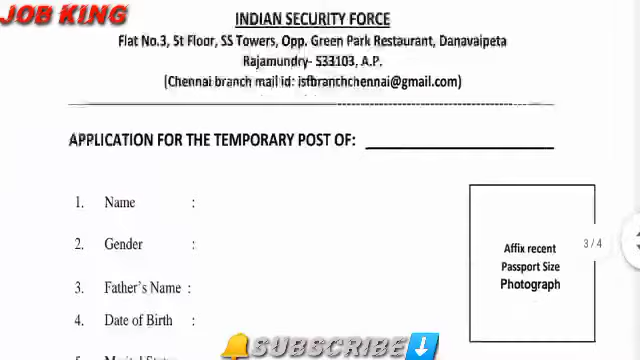 JOB KING
INDIAN SECURITY FORCE
Flat No.3, 5t Floor, SS Towers, Opp. Green Park Restaurant, Danavaipeta
Rajamundry- 533103, A.P.
(Chennai branch mail id: isfbranchchennai@gmail.com)
APPLICATION FOR THE TEMPORARY POST OF:
1. Name :
2. Gender :
3. Father's Name :
4. Date of Birth :
Affix recent
Passport Size
Photograph
3 / 4
SUBSCRIBE